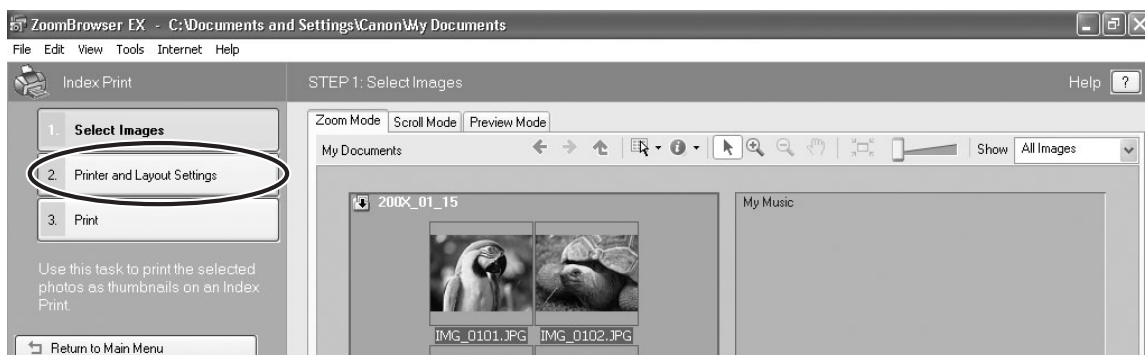 ZoomBrowser EX - C:\Documents and Settings\Canon\My Documents
File Edit View Tools Internet Help
Index Print
STEP 1: Select Images
Help ?
1. Select Images
2. Printer and Layout Settings
3. Print
Use this task to print the selected
photos as thumbnails on an Index
Print.
Return to Main Menu
Zoom Mode Scroll Mode Preview Mode
My Documents
Show All Images
200X_01_15
My Music
IMG_0101.JPG IMG_0102.JPG